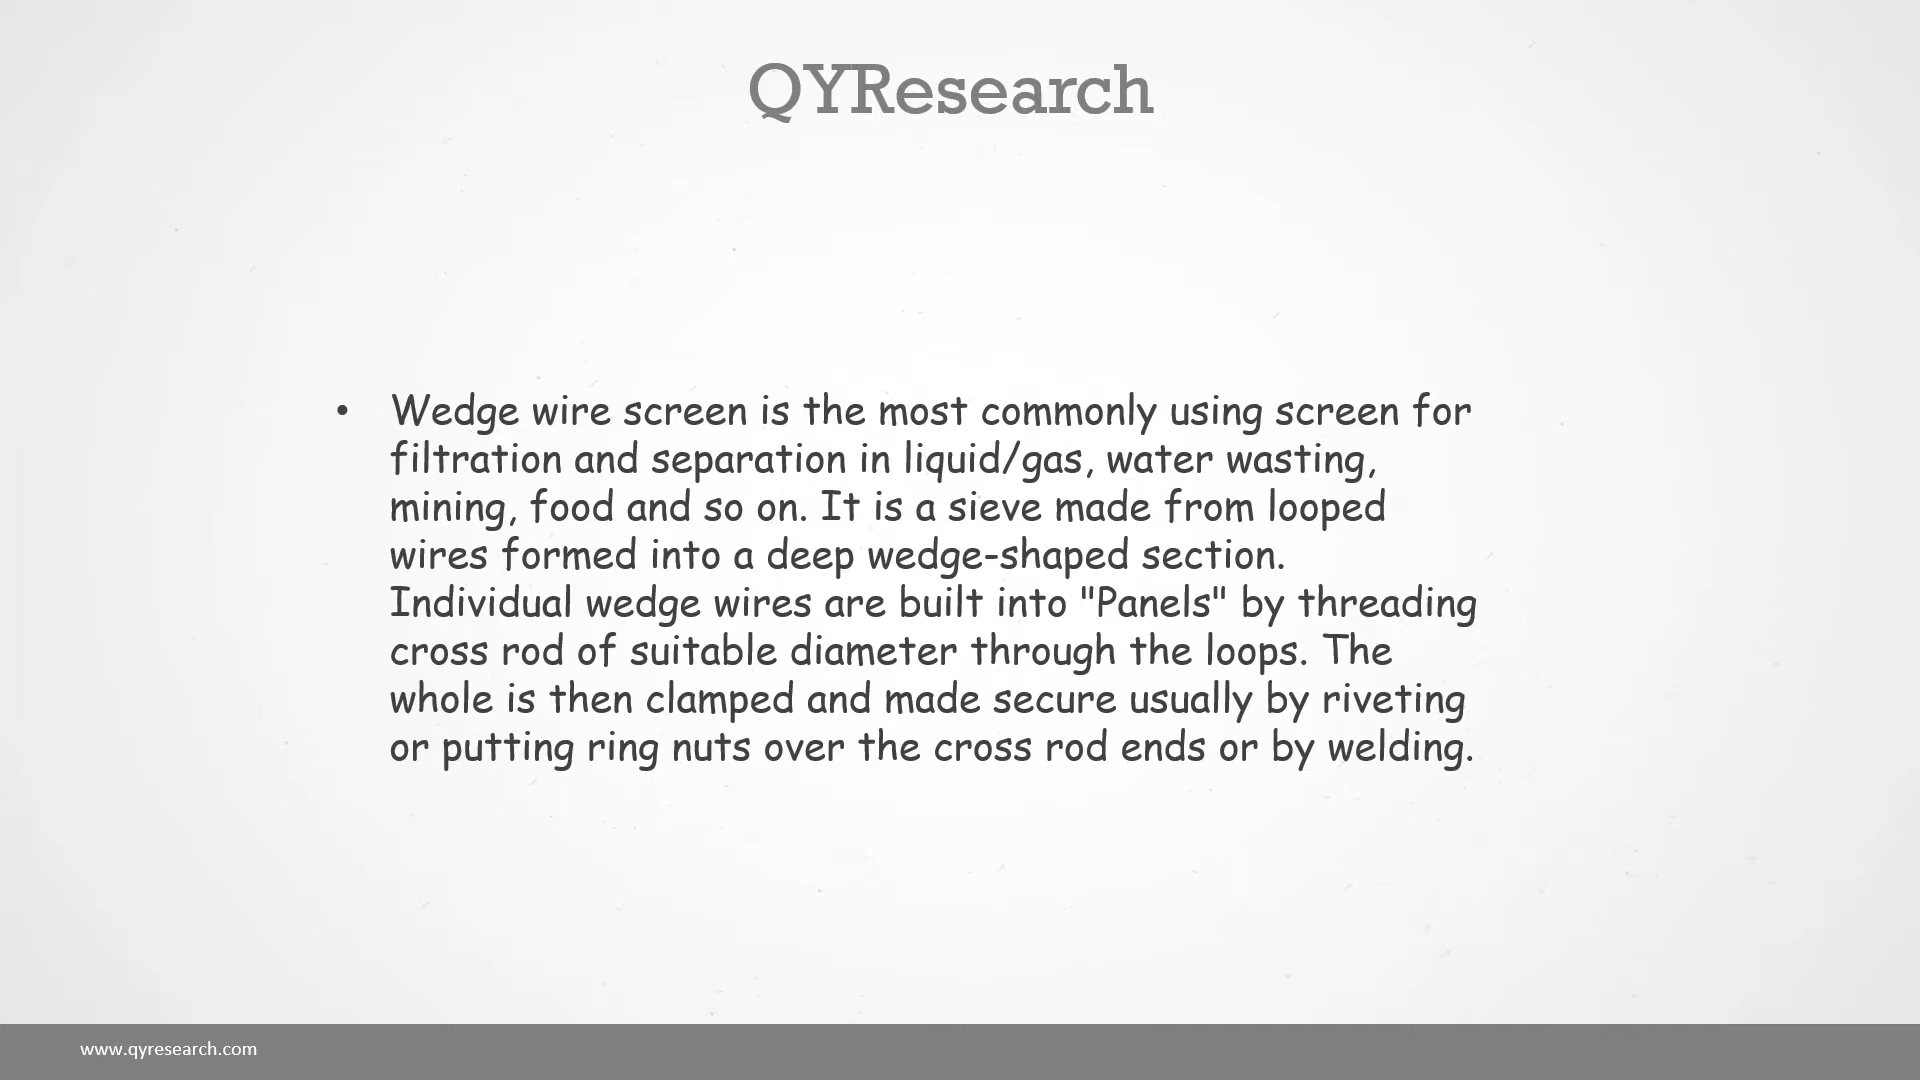 QYResearch
• Wedge wire screen is the most commonly using screen for
filtration and separation in liquid/gas, water wasting,
mining, food and so on. It is a sieve made from looped
wires formed into a deep wedge-shaped section.
Individual wedge wires are built into "Panels" by threading
cross rod of suitable diameter through the loops. The
whole is then clamped and made secure usually by riveting
or putting ring nuts over the cross rod ends or by welding.
www.qyresearch.com